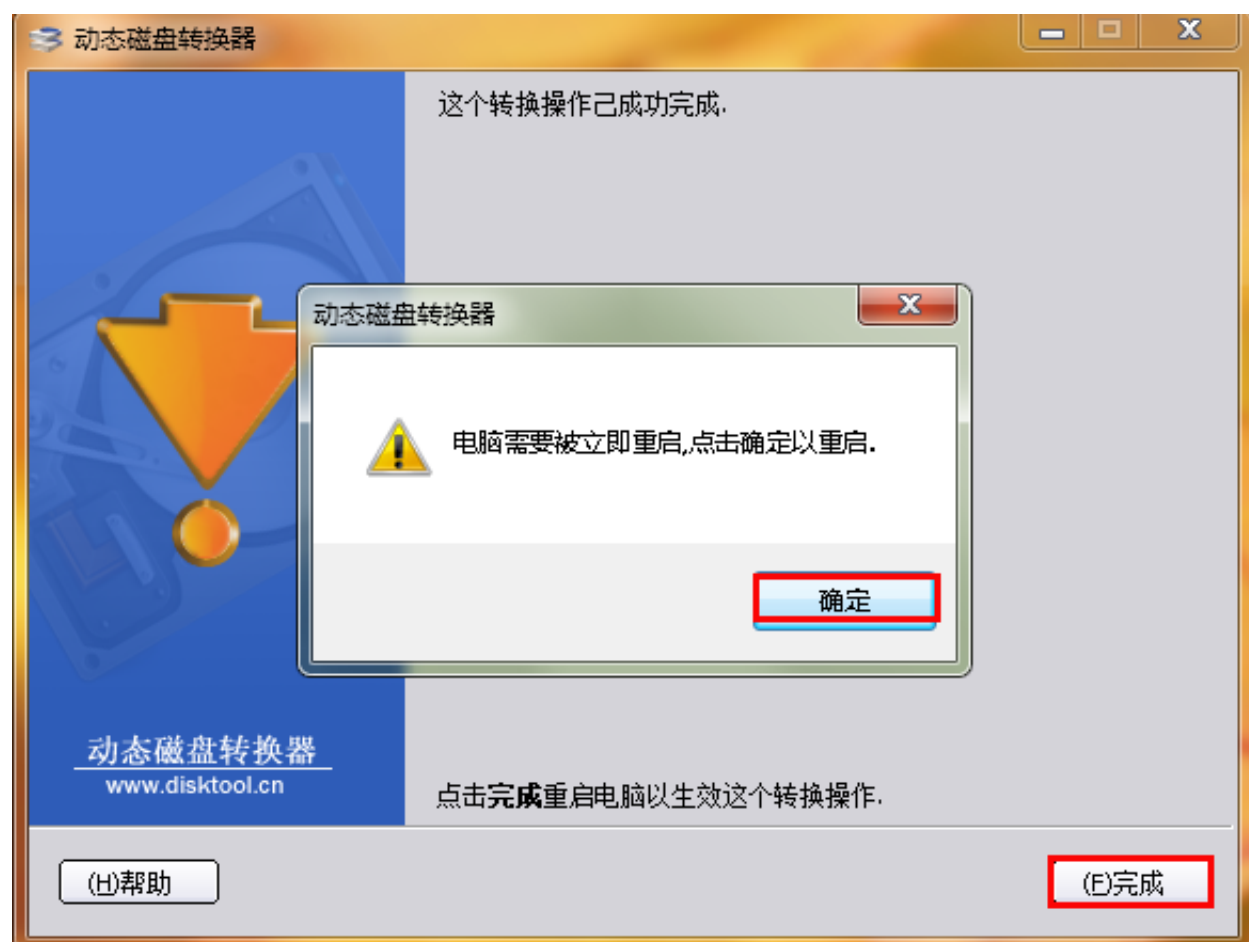 动态磁盘转换器
这个转换操作己成功完成.
动态磁盘转换器
电脑需要被立即重启,点击确定以重启.
确定
动态磁盘转换器
www.disktool.cn
点击完成重启电脑以生效这个转换操作.
(H)帮助
(F)完成